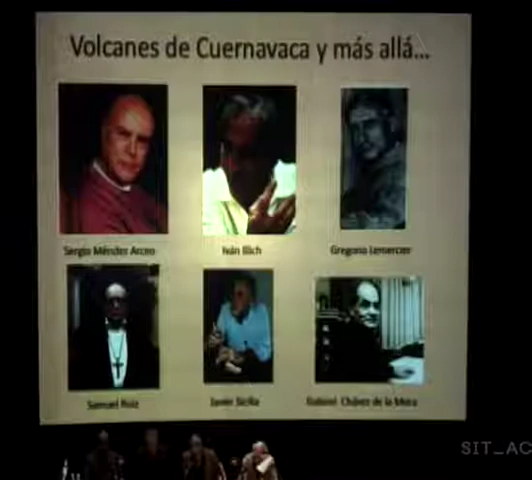 Volcanes de Cuernavaca y más allá...
Sergio Méndez Arceo
Iván Illich
Gregorio Lemercier
Samuel Ruiz
Javier Sicilia
Gabriel Chávez de la Mora
SIT_AC